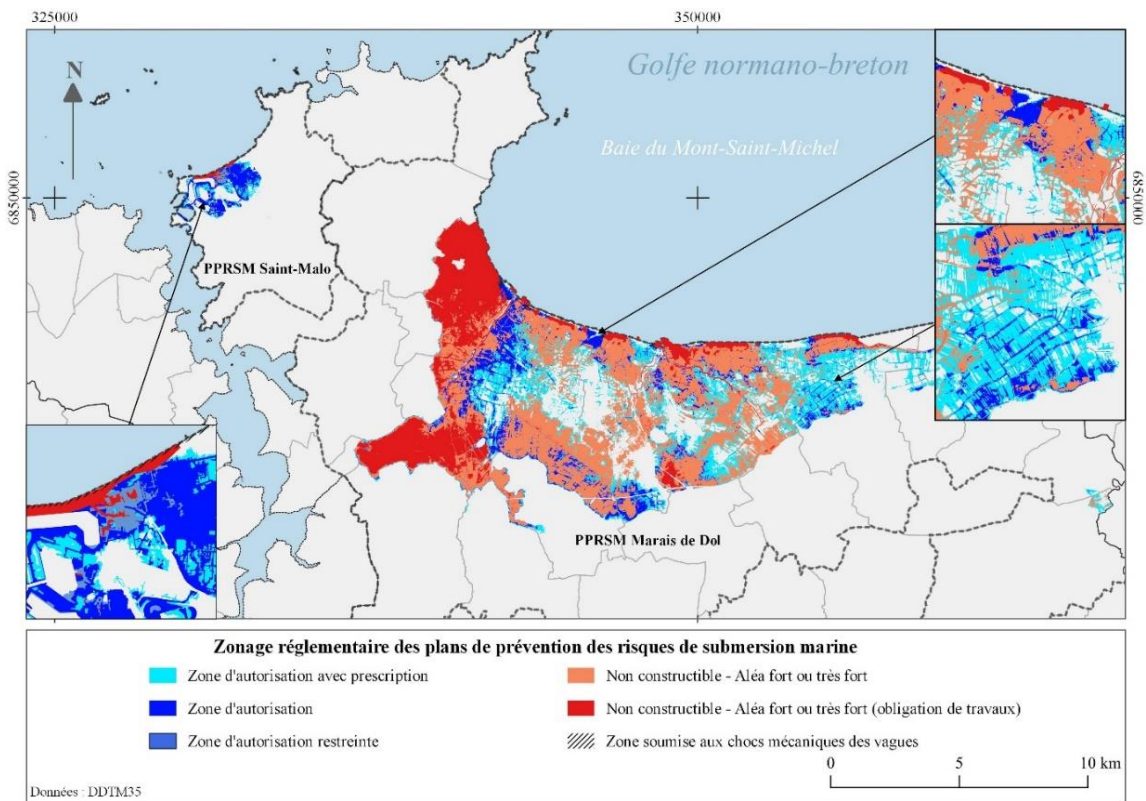 325000
350000
Golfe normano-breton
N
Baie du Mont-Saint-Michel
6850000
6850000
PPRSM Saint-Malo
PPRSM Marais de Dol
Zonage réglementaire des plans de prévention des risques de submersion marine
Zone d'autorisation avec prescription
Non constructible - Aléa fort ou très fort
Zone d'autorisation
Non constructible - Aléa fort ou très fort (obligation de travaux)
Zone d'autorisation restreinte
Zone soumise aux chocs mécaniques des vagues
0 5 10 km
Données : DDTM35